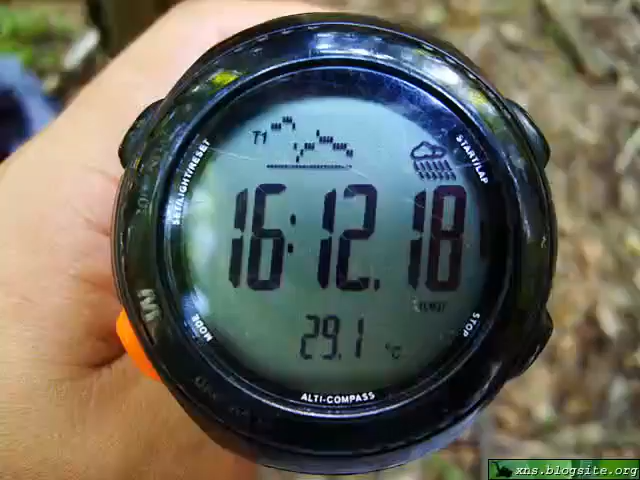 SET/LIGHT/RESET
START/LAP
T1
16:12.18
29.1 °C
MODE
STOP
ALTI-COMPASS
xns.blogsite.org